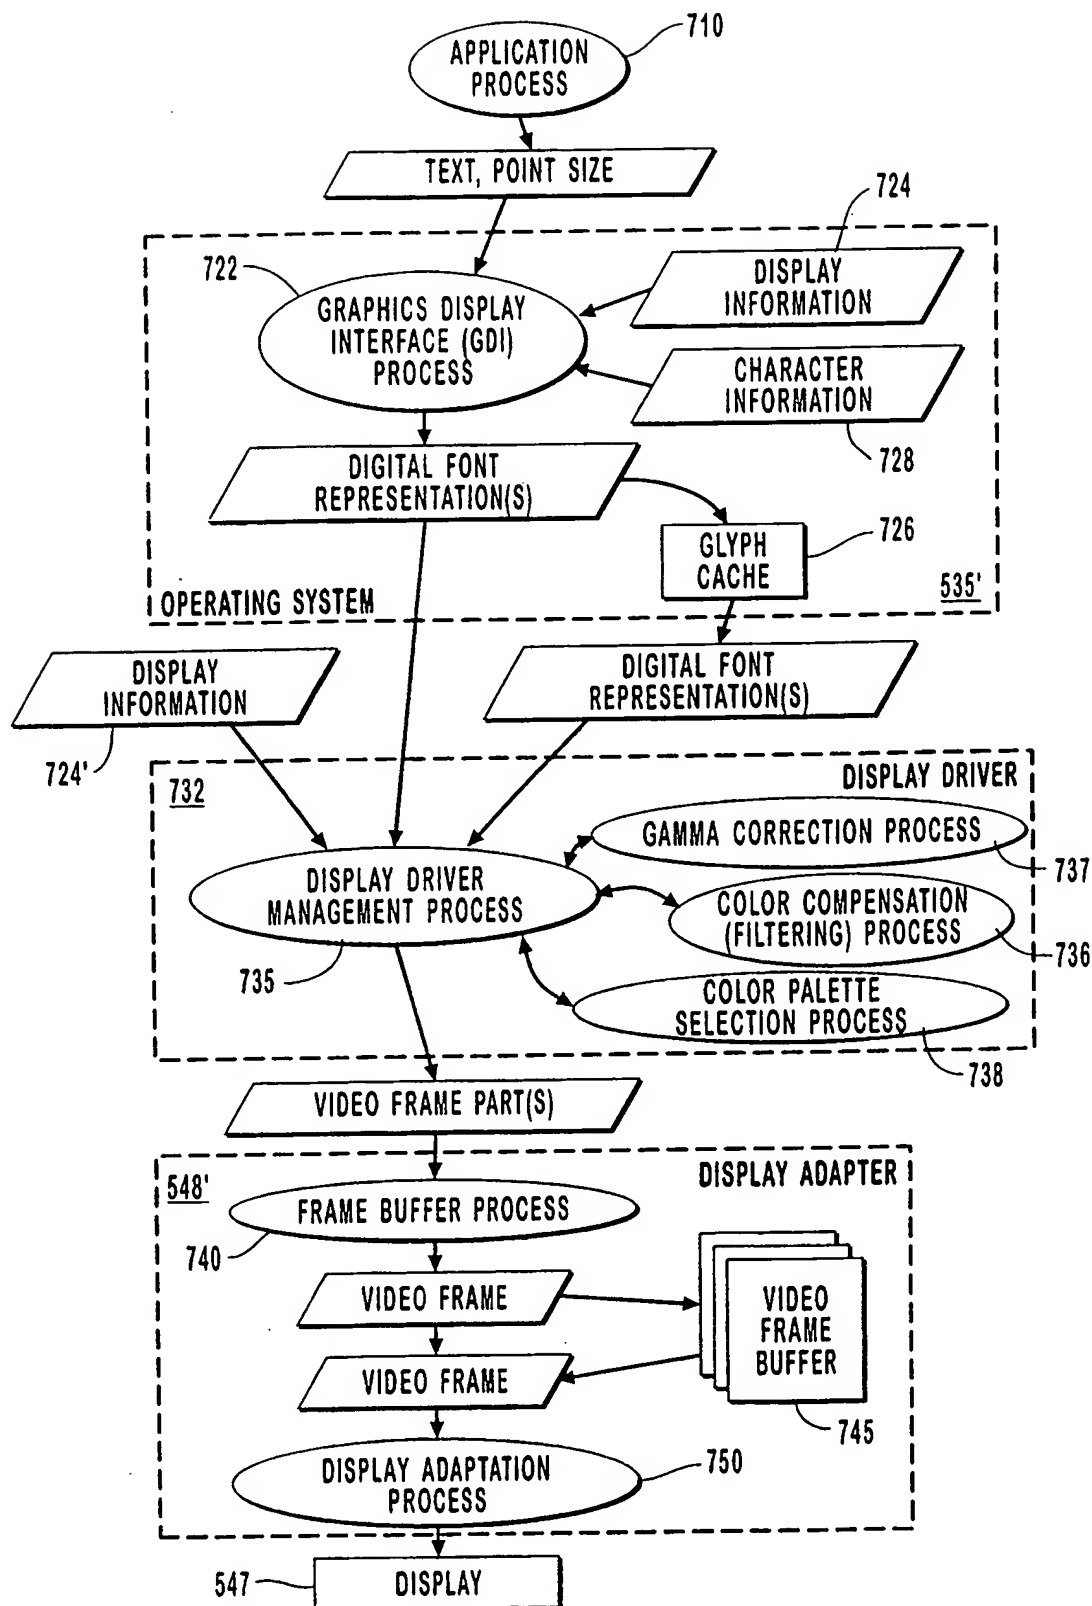 710
APPLICATION
PROCESS
TEXT, POINT SIZE
724
722
DISPLAY
INFORMATION
GRAPHICS DISPLAY
INTERFACE (GDI)
PROCESS
CHARACTER
INFORMATION
728
DIGITAL FONT
REPRESENTATION(S)
726
GLYPH
CACHE
OPERATING SYSTEM
535'
DISPLAY
INFORMATION
DIGITAL FONT
REPRESENTATION(S)
724'
732
DISPLAY DRIVER
GAMMA CORRECTION PROCESS
737
DISPLAY DRIVER
MANAGEMENT PROCESS
COLOR COMPENSATION
(FILTERING) PROCESS
736
735
COLOR PALETTE
SELECTION PROCESS
738
VIDEO FRAME PART(S)
548'
DISPLAY ADAPTER
FRAME BUFFER PROCESS
740
VIDEO FRAME
VIDEO
FRAME
BUFFER
VIDEO FRAME
745
DISPLAY ADAPTATION
PROCESS
750
547
DISPLAY